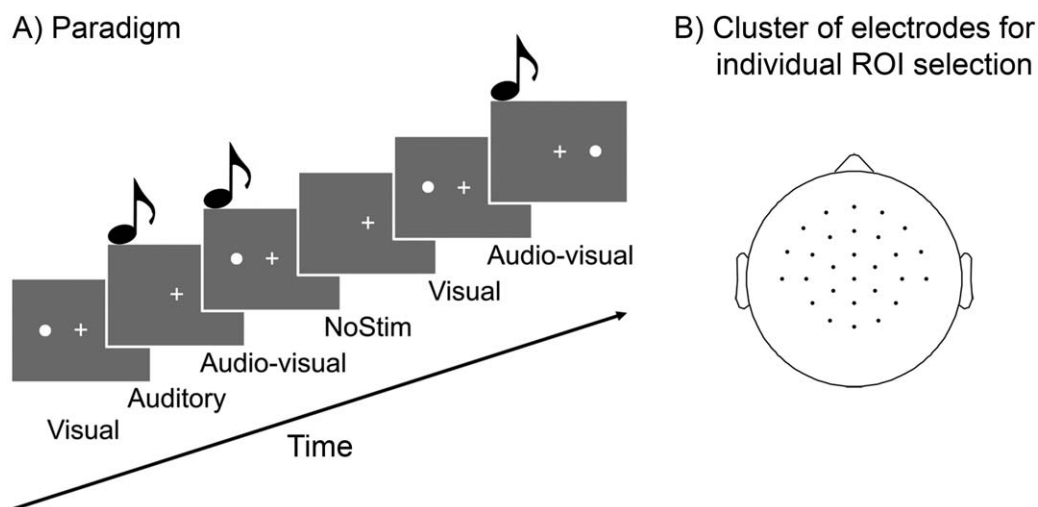 A) Paradigm
Visual
Auditory
Audio-visual
NoStim
Visual
Audio-visual
Time
B) Cluster of electrodes for
individual ROI selection